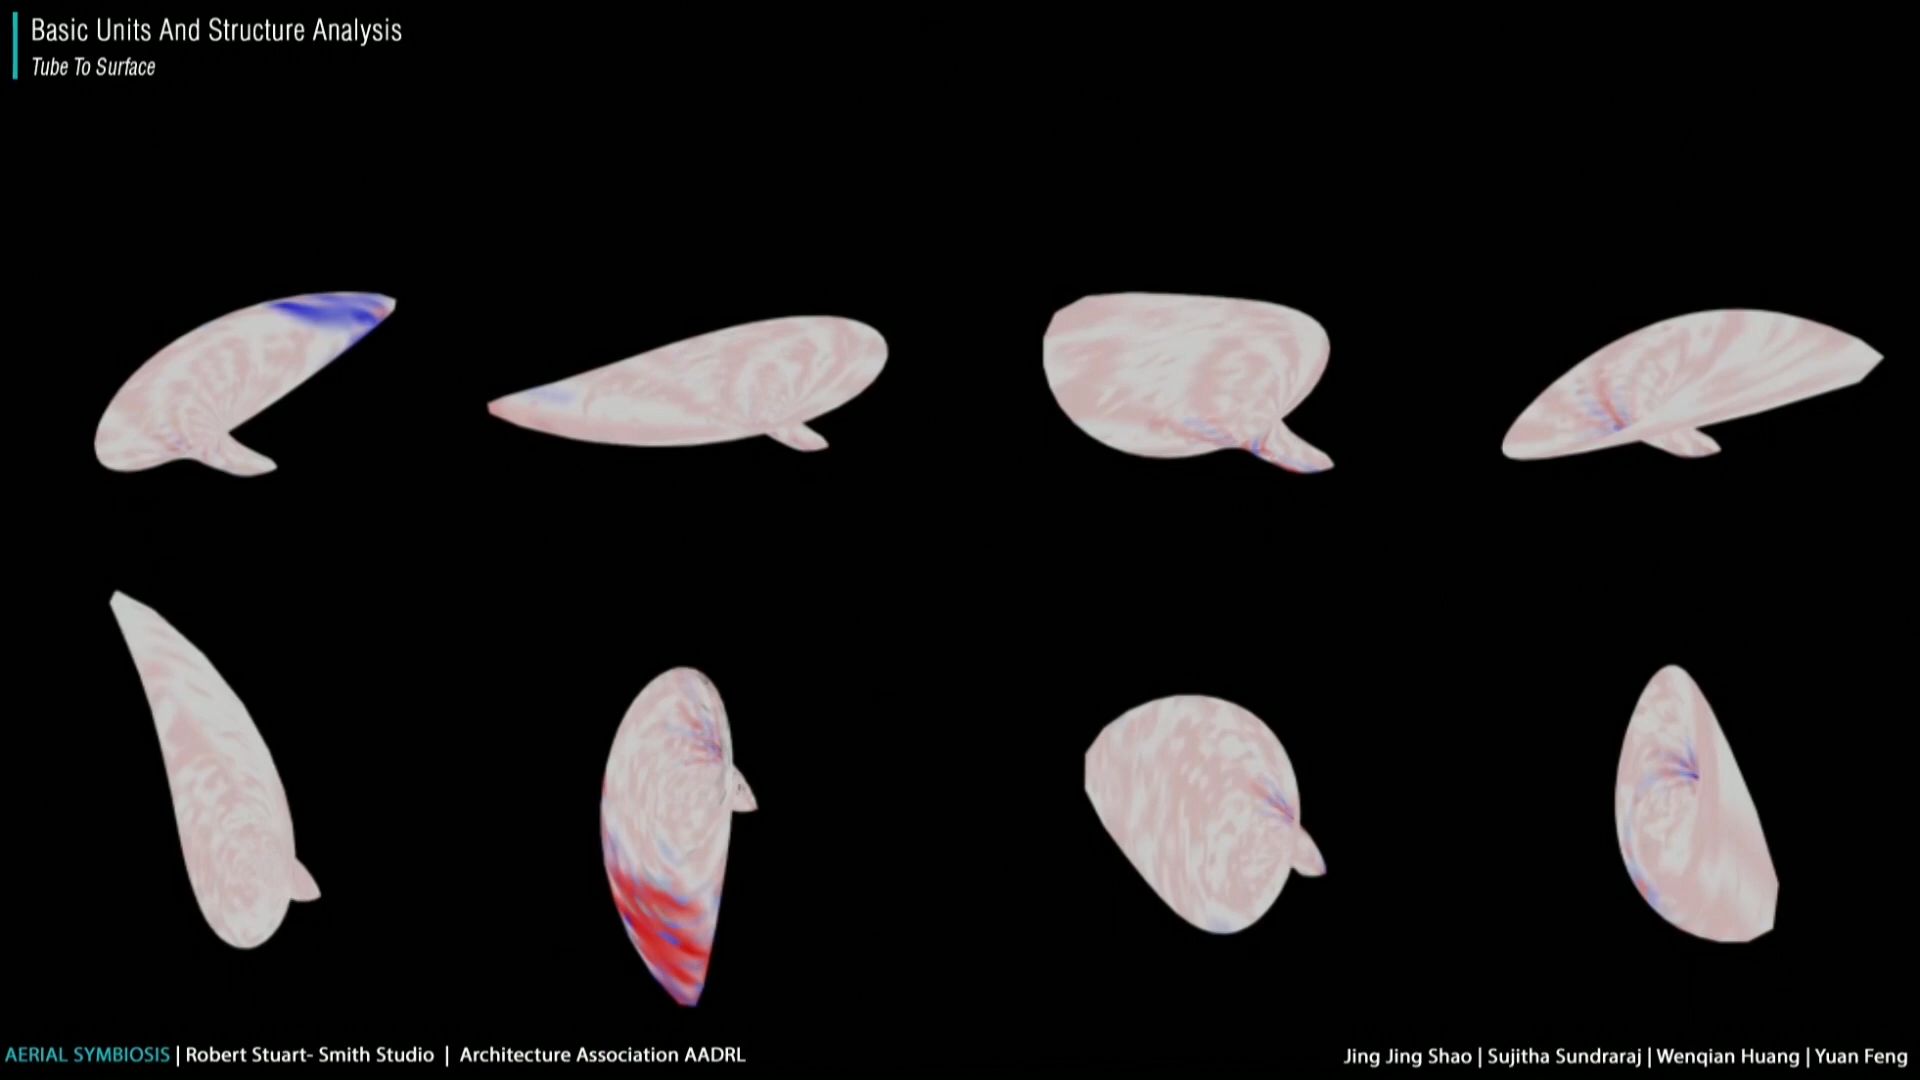 Basic Units And Structure Analysis
Tube To Surface
AERIAL SYMBIOSIS | Robert Stuart- Smith Studio | Architecture Association AADRL
Jing Jing Shao | Sujitha Sundraraj | Wenqian Huang | Yuan Feng